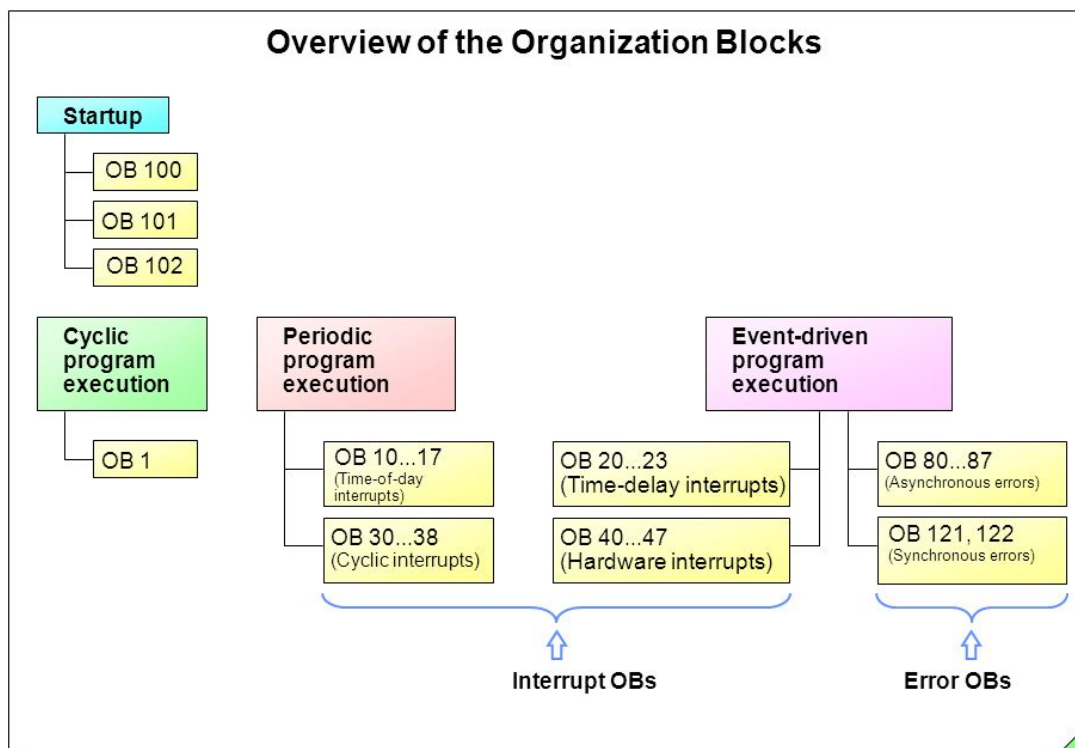 Overview of the Organization Blocks
Startup
OB 100
OB 101
OB 102
Cyclic
program
execution
OB 1
Periodic
program
execution
OB 10...17
(Time-of-day
interrupts)
OB 30...38
(Cyclic interrupts)
Event-driven
program
execution
OB 20...23
(Time-delay interrupts)
OB 40...47
(Hardware interrupts)
OB 80...87
(Asynchronous errors)
OB 121, 122
(Synchronous errors)
Interrupt OBs
Error OBs